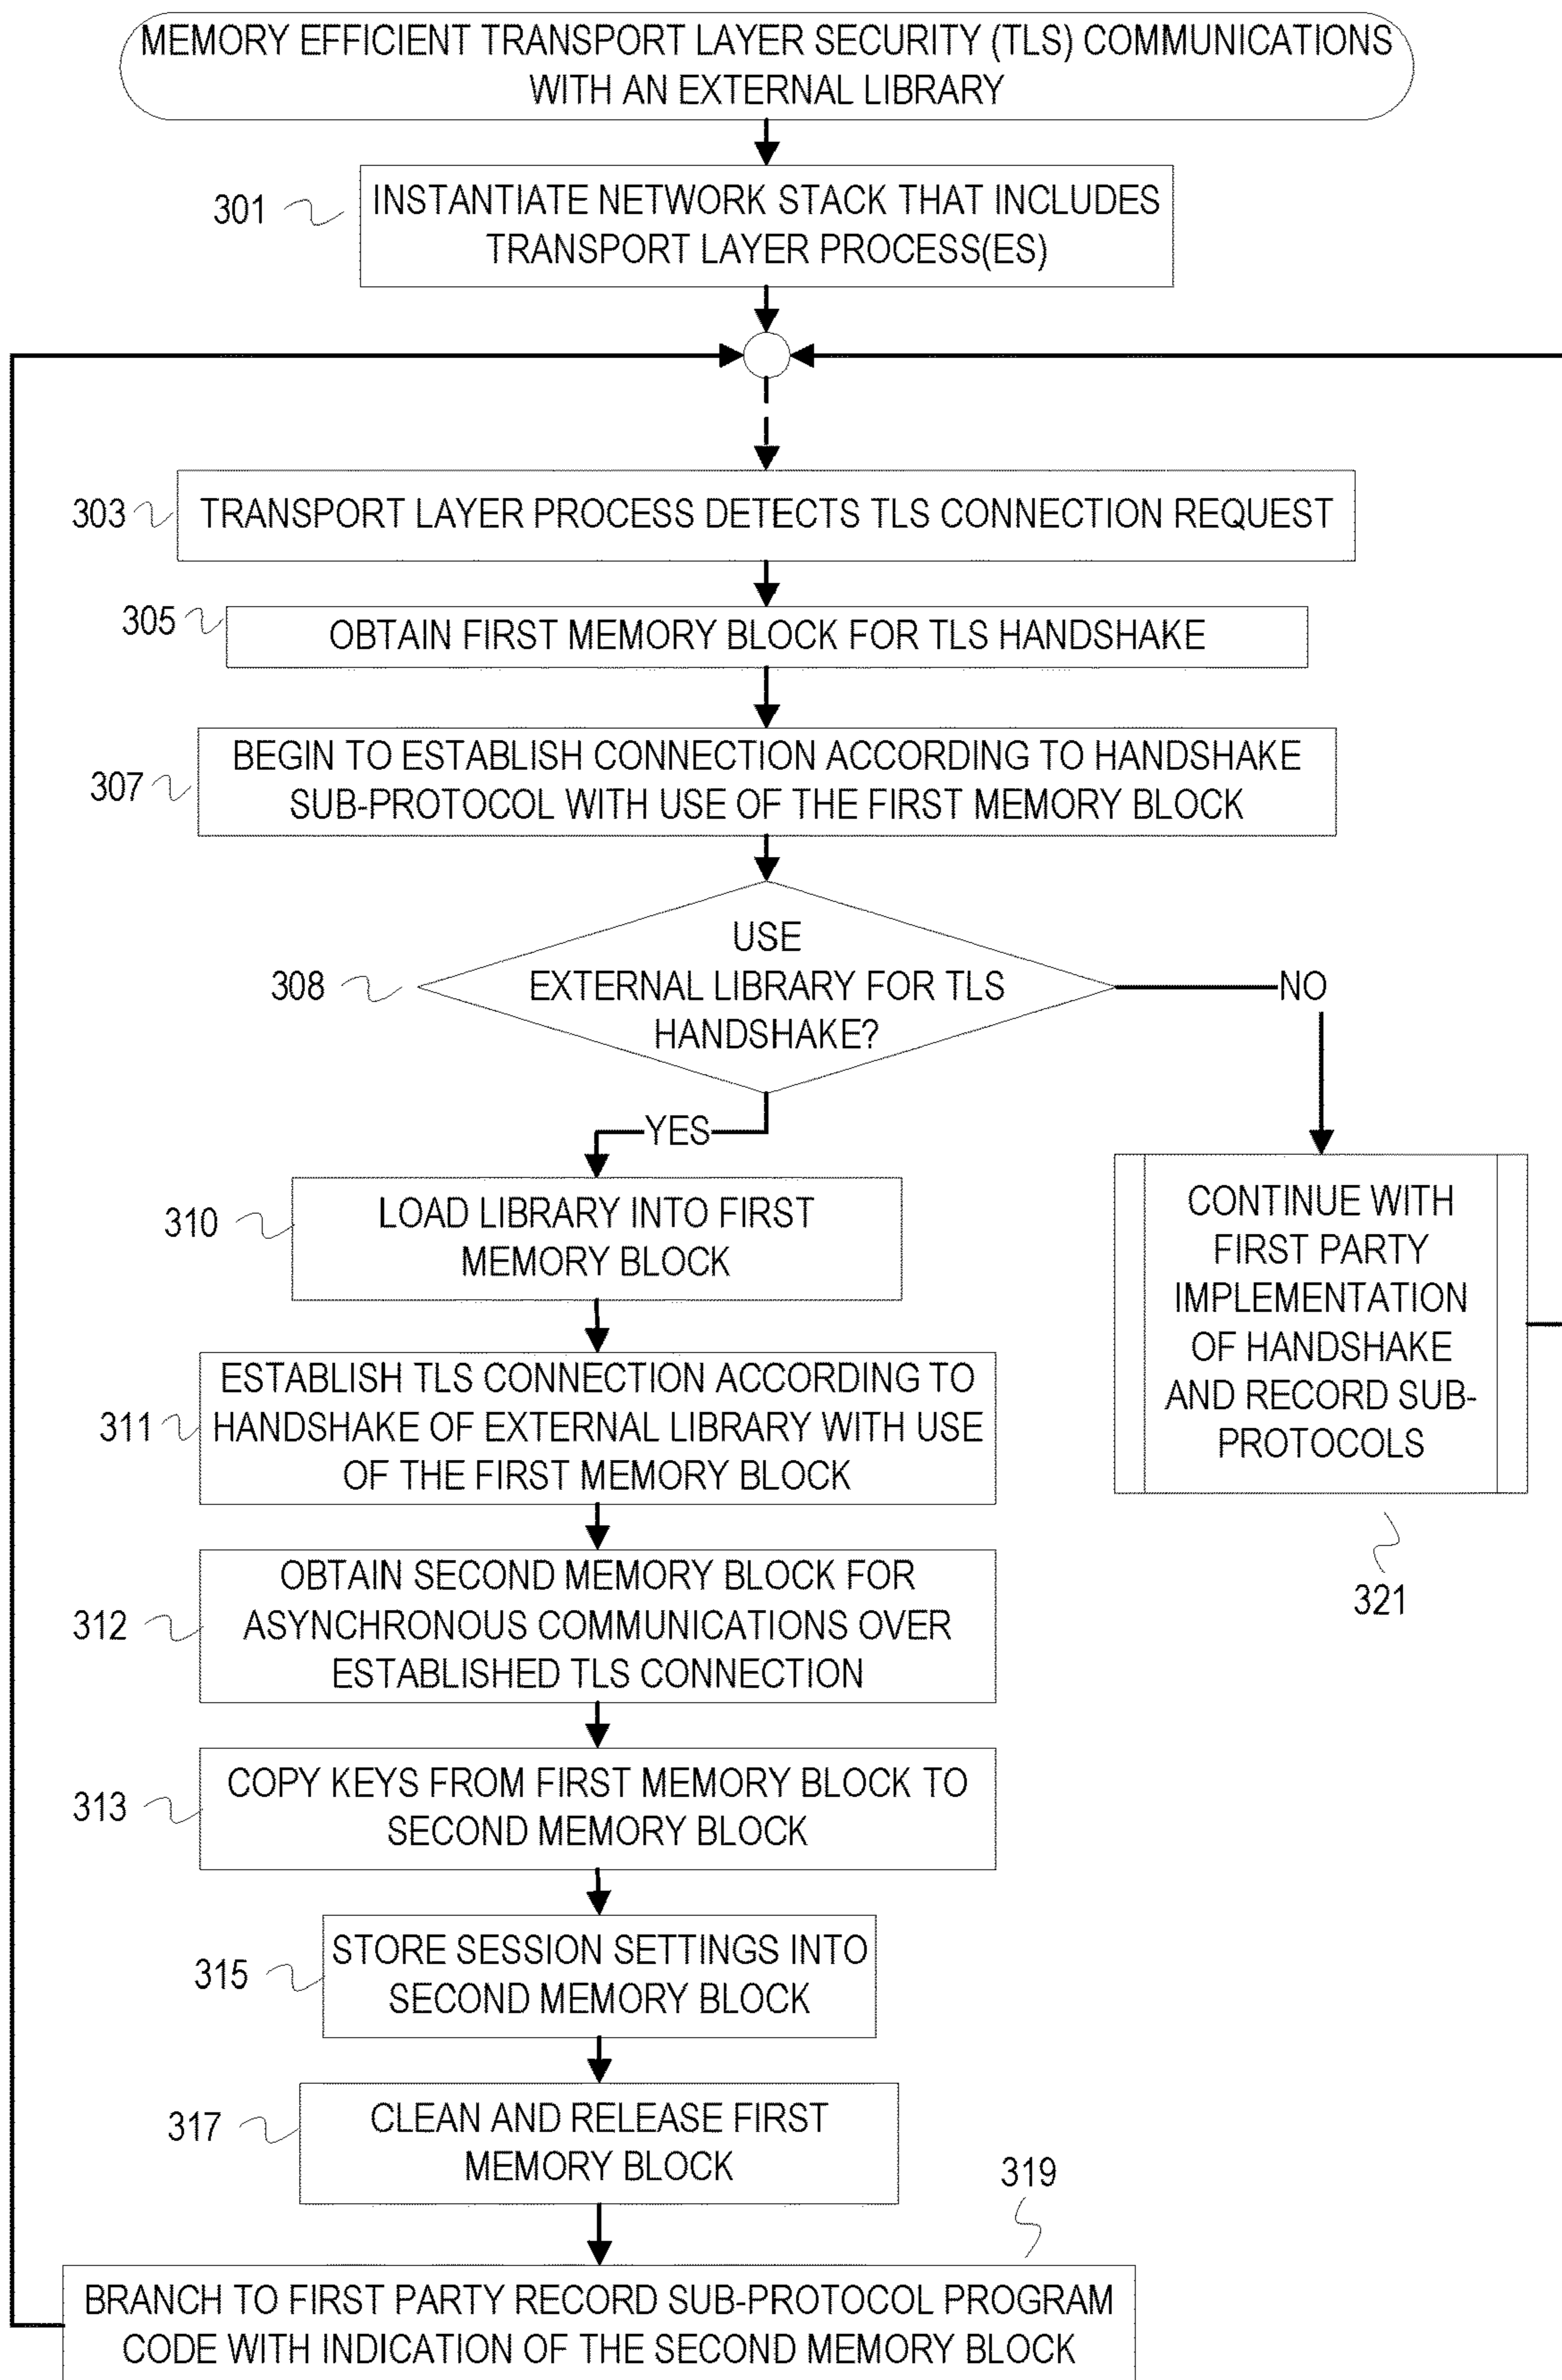 MEMORY EFFICIENT TRANSPORT LAYER SECURITY (TLS) COMMUNICATIONS
WITH AN EXTERNAL LIBRARY
301
INSTANTIATE NETWORK STACK THAT INCLUDES
TRANSPORT LAYER PROCESS(ES)
303
TRANSPORT LAYER PROCESS DETECTS TLS CONNECTION REQUEST
305
OBTAIN FIRST MEMORY BLOCK FOR TLS HANDSHAKE
307
BEGIN TO ESTABLISH CONNECTION ACCORDING TO HANDSHAKE
SUB-PROTOCOL WITH USE OF THE FIRST MEMORY BLOCK
308
USE
EXTERNAL LIBRARY FOR TLS
HANDSHAKE?
NO
YES
310
LOAD LIBRARY INTO FIRST
MEMORY BLOCK
CONTINUE WITH
FIRST PARTY
IMPLEMENTATION
OF HANDSHAKE
AND RECORD SUB-
PROTOCOLS
321
311
ESTABLISH TLS CONNECTION ACCORDING TO
HANDSHAKE OF EXTERNAL LIBRARY WITH USE
OF THE FIRST MEMORY BLOCK
312
OBTAIN SECOND MEMORY BLOCK FOR
ASYNCHRONOUS COMMUNICATIONS OVER
ESTABLISHED TLS CONNECTION
313
COPY KEYS FROM FIRST MEMORY BLOCK TO
SECOND MEMORY BLOCK
315
STORE SESSION SETTINGS INTO
SECOND MEMORY BLOCK
317
CLEAN AND RELEASE FIRST
MEMORY BLOCK
319
BRANCH TO FIRST PARTY RECORD SUB-PROTOCOL PROGRAM
CODE WITH INDICATION OF THE SECOND MEMORY BLOCK